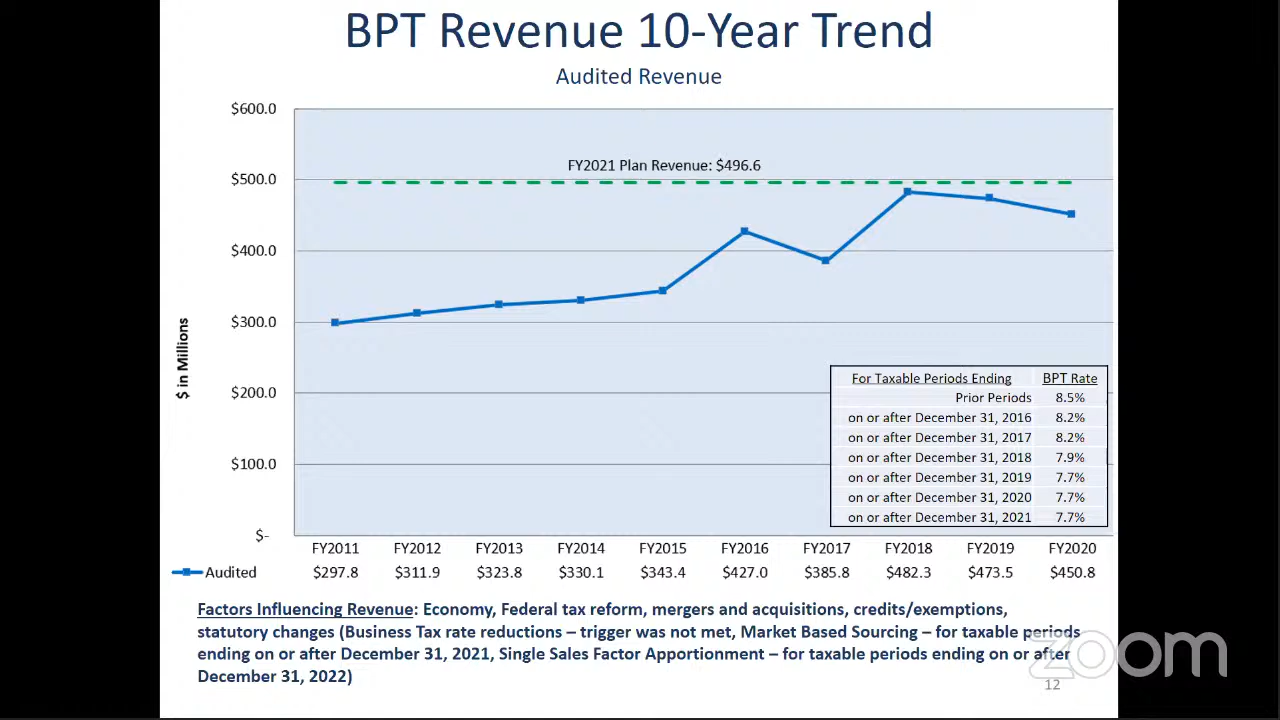 BPT Revenue 10-Year Trend
Audited Revenue
$600.0
FY2021 Plan Revenue: $496.6
$500.0
$400.0
$300.0
$200.0
$100.0
$-
$ in Millions
For Taxable Periods Ending BPT Rate
Prior Periods 8.5%
on or after December 31, 2016 8.2%
on or after December 31, 2017 8.2%
on or after December 31, 2018 7.9%
on or after December 31, 2019 7.7%
on or after December 31, 2020 7.7%
on or after December 31, 2021 7.7%
FY2011 FY2012 FY2013 FY2014 FY2015 FY2016 FY2017 FY2018 FY2019 FY2020
Audited $297.8 $311.9 $323.8 $330.1 $343.4 $427.0 $385.8 $482.3 $473.5 $450.8
Factors Influencing Revenue: Economy, Federal tax reform, mergers and acquisitions, credits/exemptions,
statutory changes (Business Tax rate reductions – trigger was not met, Market Based Sourcing – for taxable periods
ending on or after December 31, 2021, Single Sales Factor Apportionment – for taxable periods ending on or after
December 31, 2022)
zoom
12